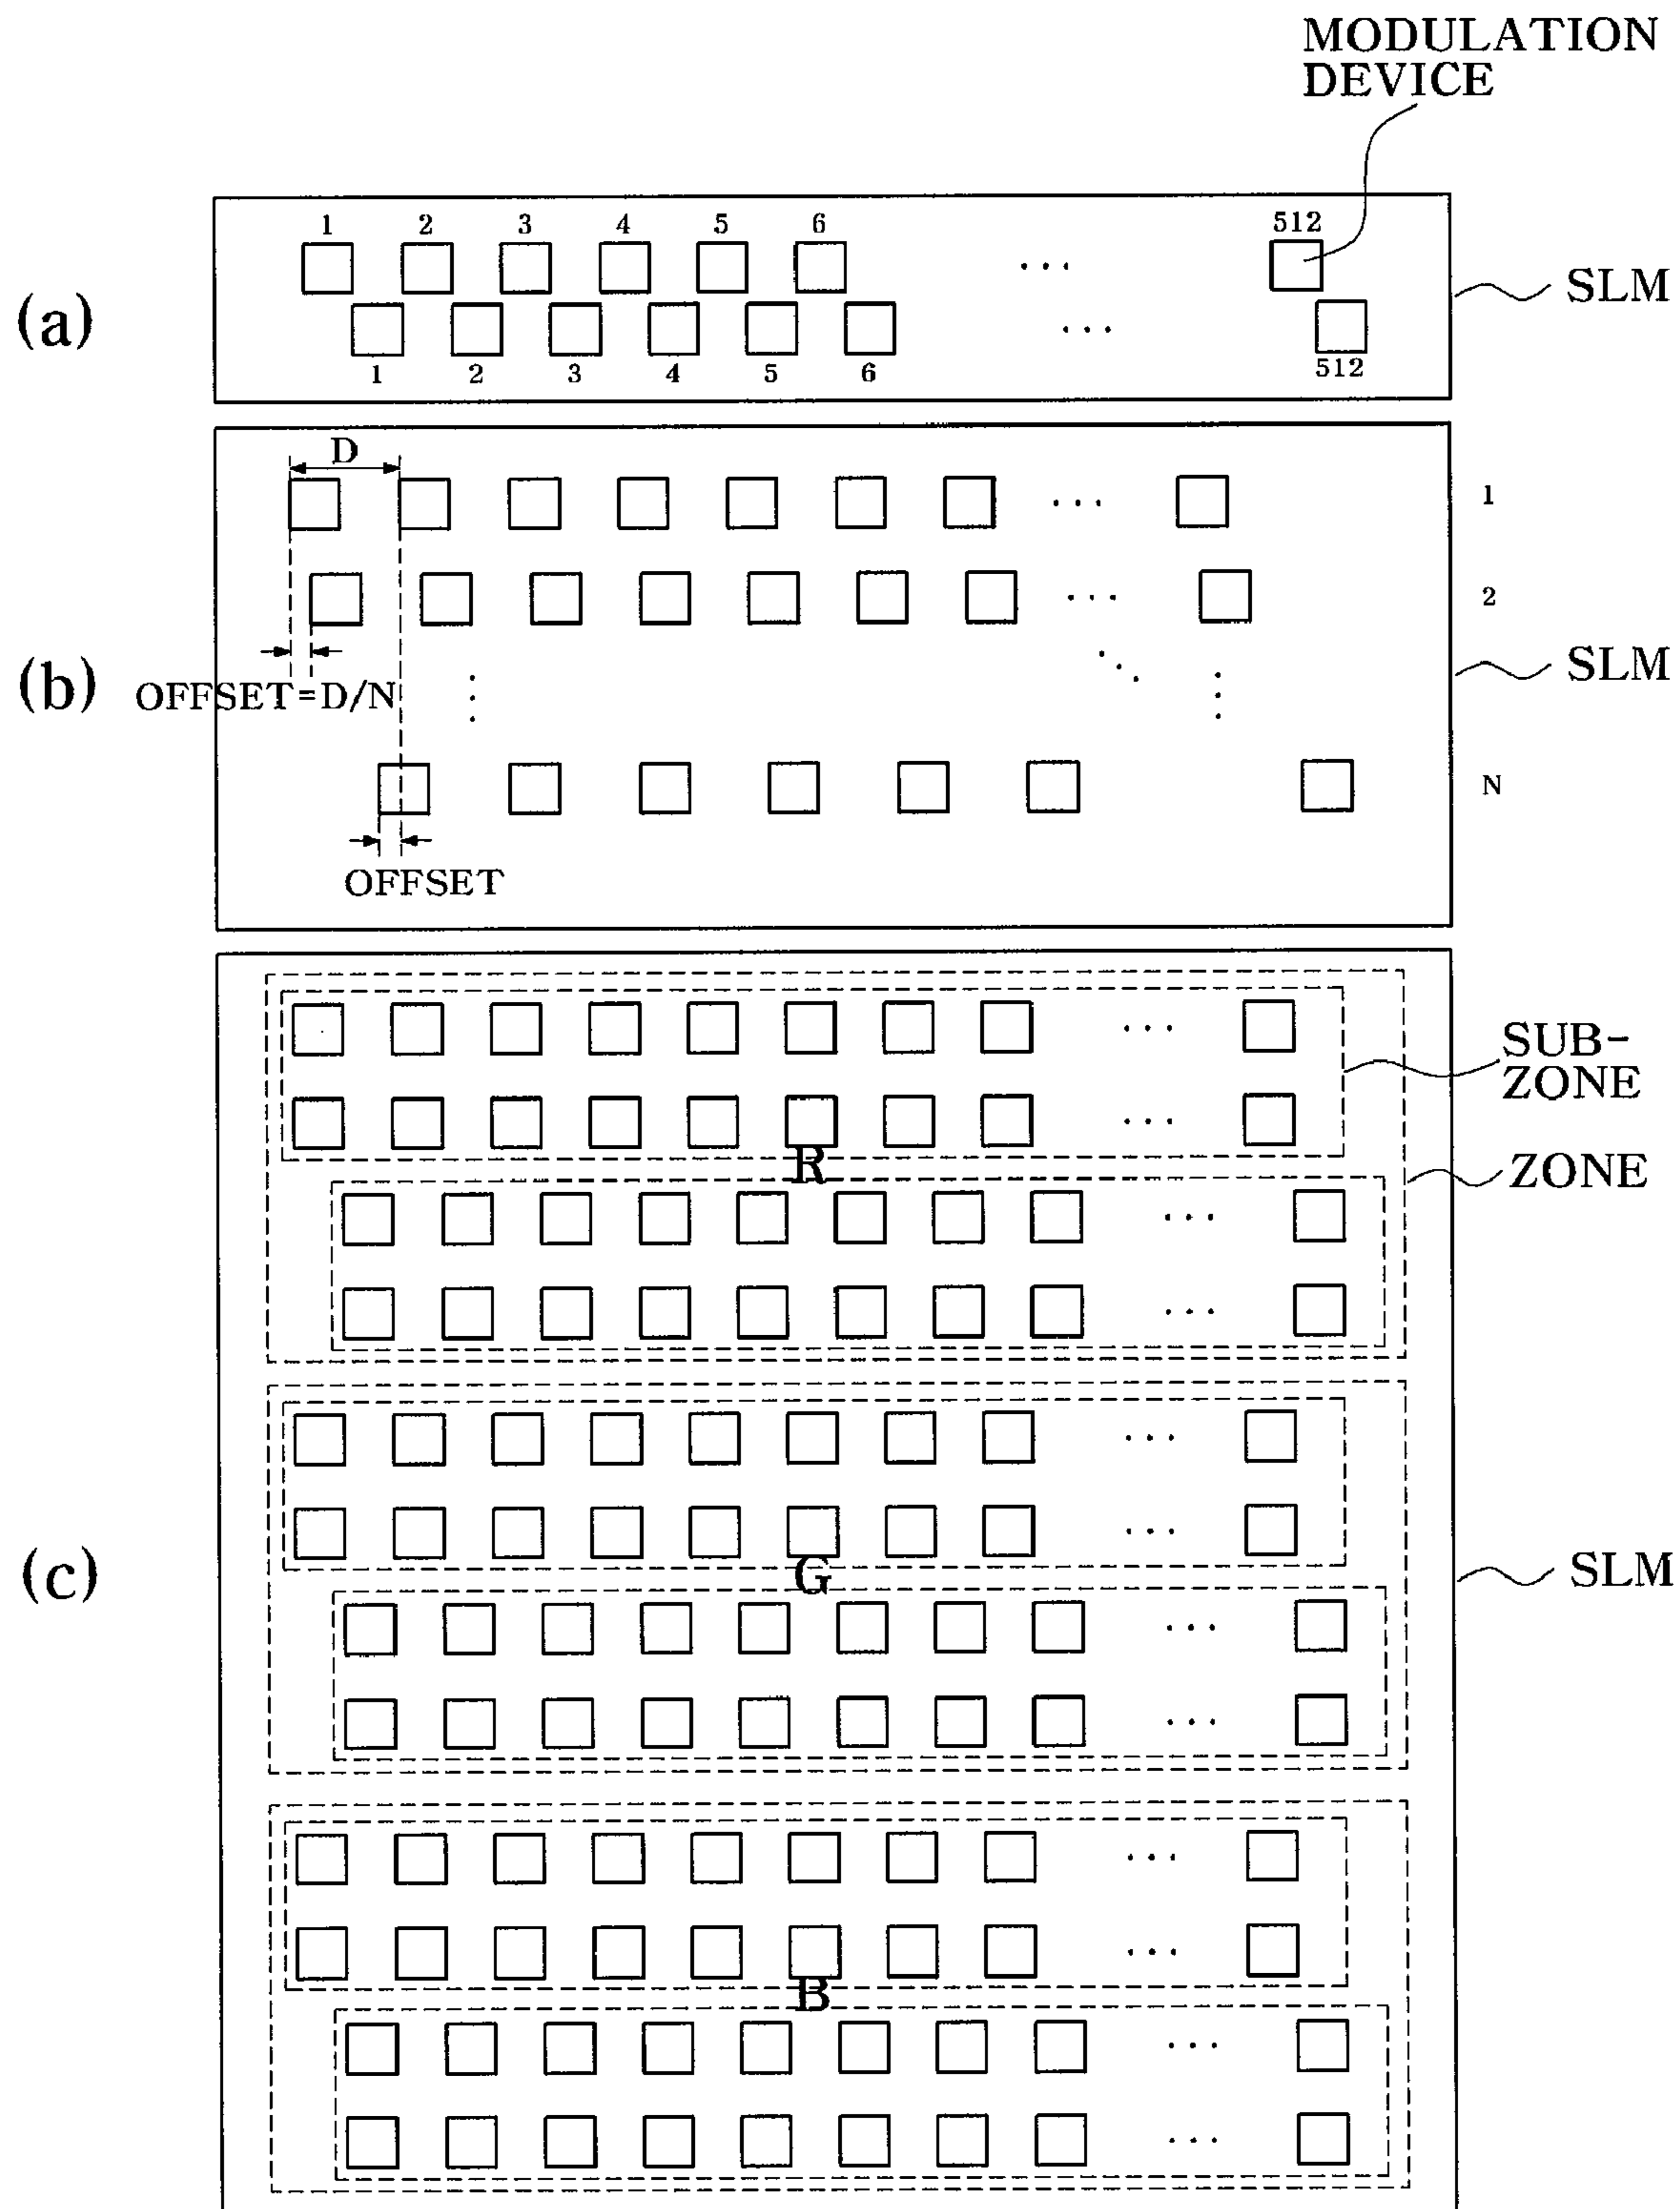 MODULATION
DEVICE
1 2 3 4 5 6 ... 512
(a)
SLM
1 2 3 4 5 6 ... 512
D
... 1
... 2
(b)
SLM
OFFSET=D/N
N
OFFSET
...
SUB-
ZONE
...
R
ZONE
...
...
...
(c)
...
G
SLM
...
...
...
...
B
...
...